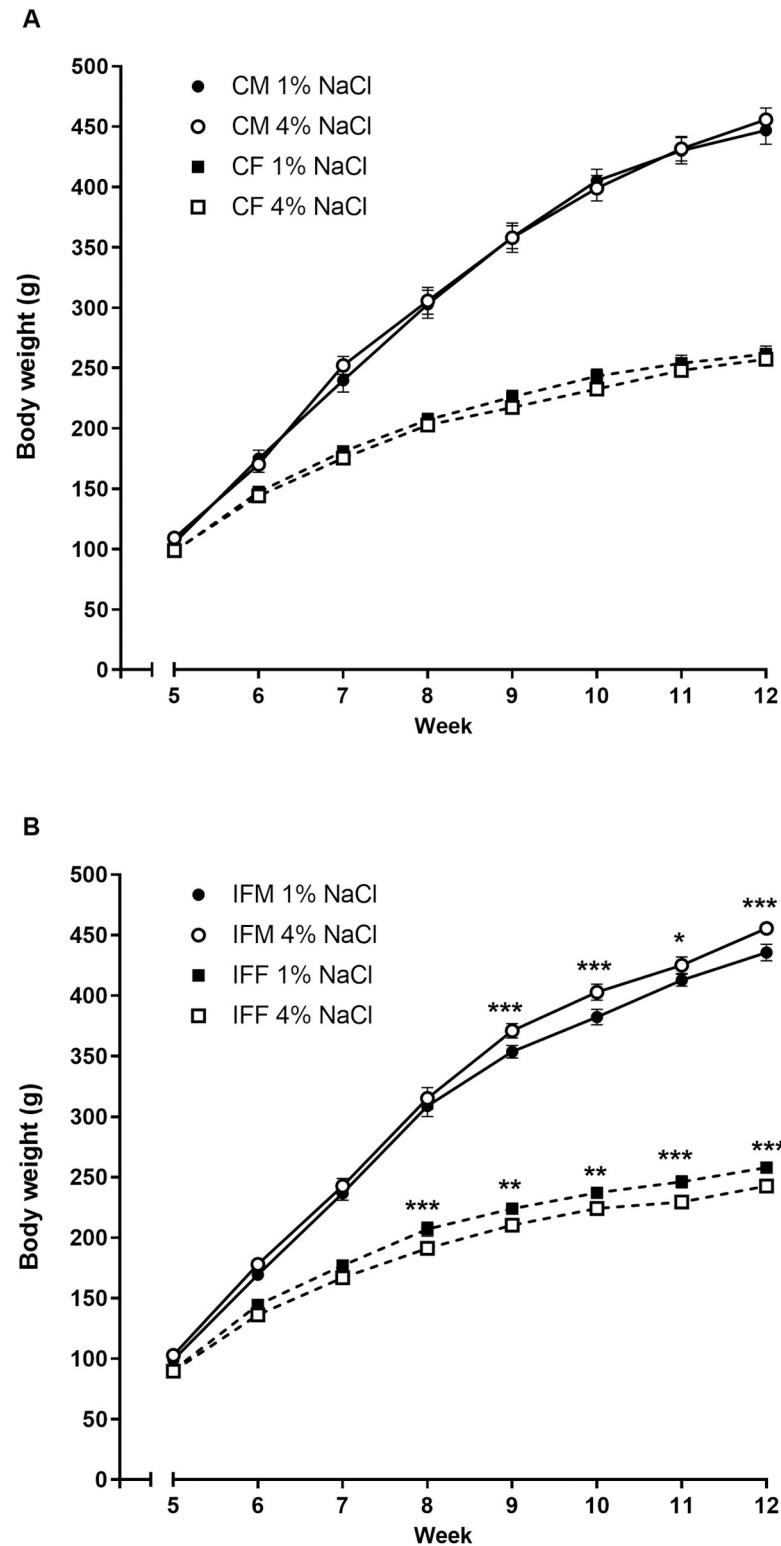 A
500
450
400
350
300
250
200
150
100
50
0
Body weight (g)
CM 1% NaCl
CM 4% NaCl
CF 1% NaCl
CF 4% NaCl
5 6 7 8 9 10 11 12
Week
B
500
450
400
350
300
250
200
150
100
50
0
Body weight (g)
IFM 1% NaCl
IFM 4% NaCl
IFF 1% NaCl
IFF 4% NaCl
*** *** * ***
*** ** ** *** ***
5 6 7 8 9 10 11 12
Week